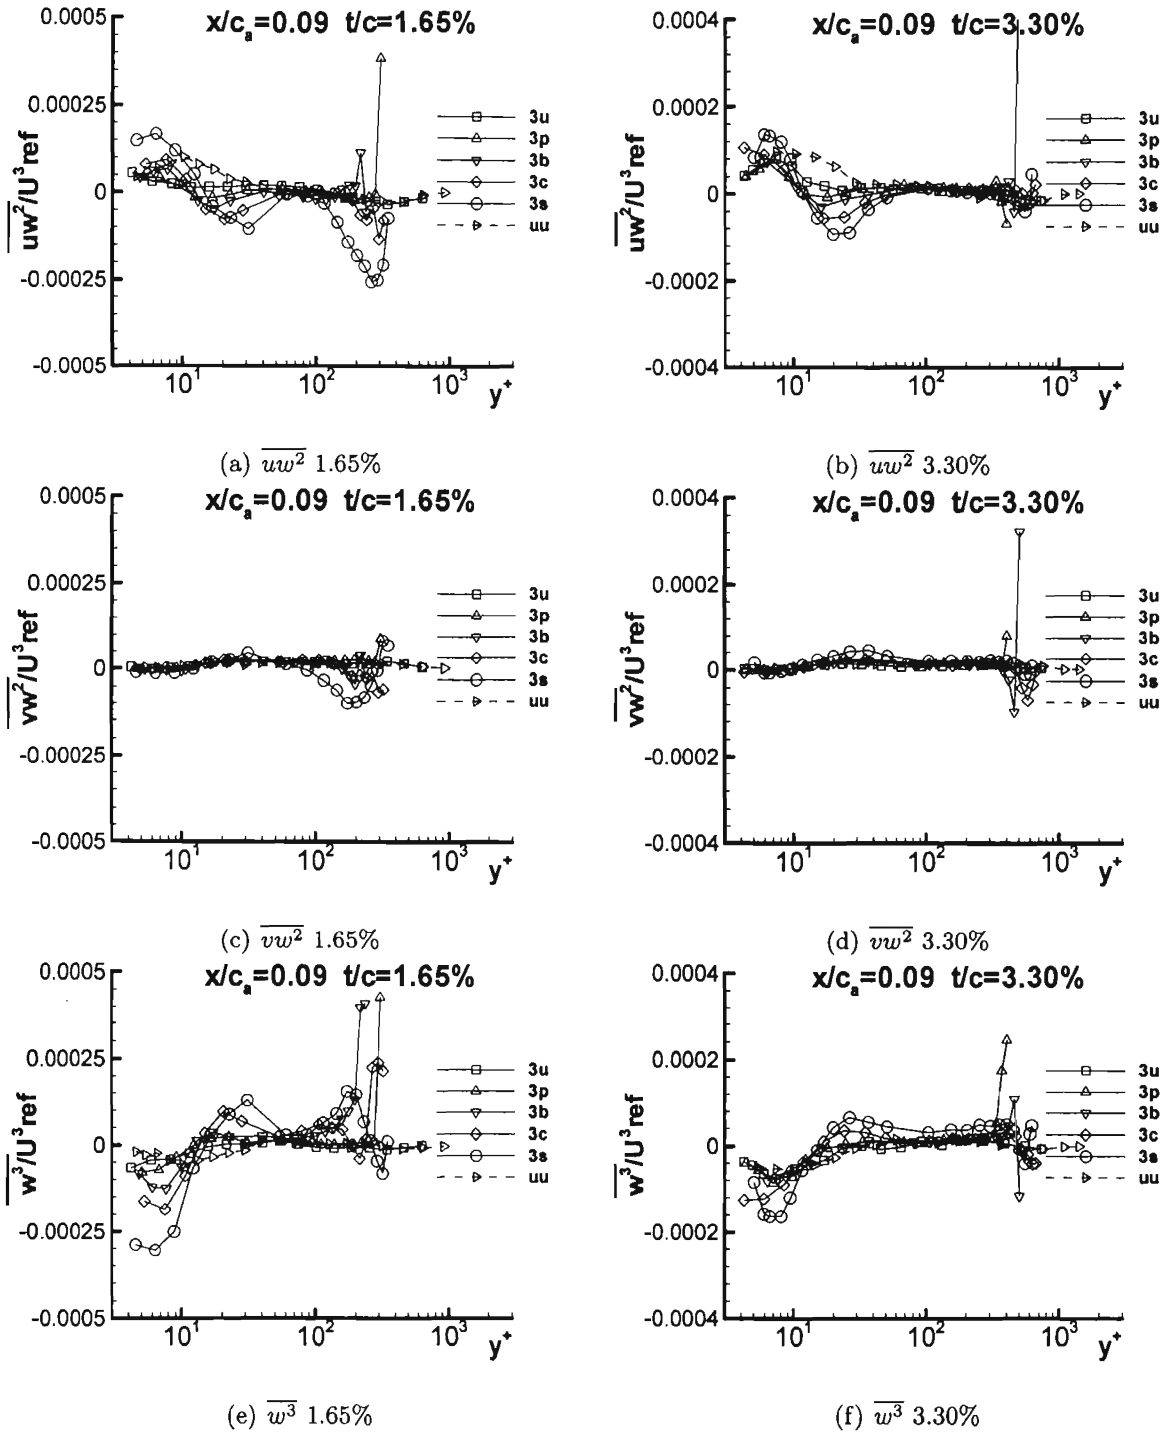 x/cₐ=0.09 t/c=1.65%
0.0005
0.00025
0
-0.00025
-0.0005
uw²/U³ref
10¹ 10² 10³ y⁺
3u
3p
3b
3c
3s
uu
(a) uw² 1.65%
x/cₐ=0.09 t/c=3.30%
0.0004
0.0002
0
-0.0002
-0.0004
uw²/U³ref
10¹ 10² 10³ y⁺
3u
3p
3b
3c
3s
uu
(b) uw² 3.30%
x/cₐ=0.09 t/c=1.65%
0.0005
0.00025
0
-0.00025
-0.0005
vw²/U³ref
10¹ 10² 10³ y⁺
3u
3p
3b
3c
3s
uu
(c) vw² 1.65%
x/cₐ=0.09 t/c=3.30%
0.0004
0.0002
0
-0.0002
-0.0004
vw²/U³ref
10¹ 10² 10³ y⁺
3u
3p
3b
3c
3s
uu
(d) vw² 3.30%
x/cₐ=0.09 t/c=1.65%
0.0005
0.00025
0
-0.00025
-0.0005
w³/U³ref
10¹ 10² 10³ y⁺
3u
3p
3b
3c
3s
uu
(e) w³ 1.65%
x/cₐ=0.09 t/c=3.30%
0.0004
0.0002
0
-0.0002
-0.0004
w³/U³ref
10¹ 10² 10³ y⁺
3u
3p
3b
3c
3s
uu
(f) w³ 3.30%